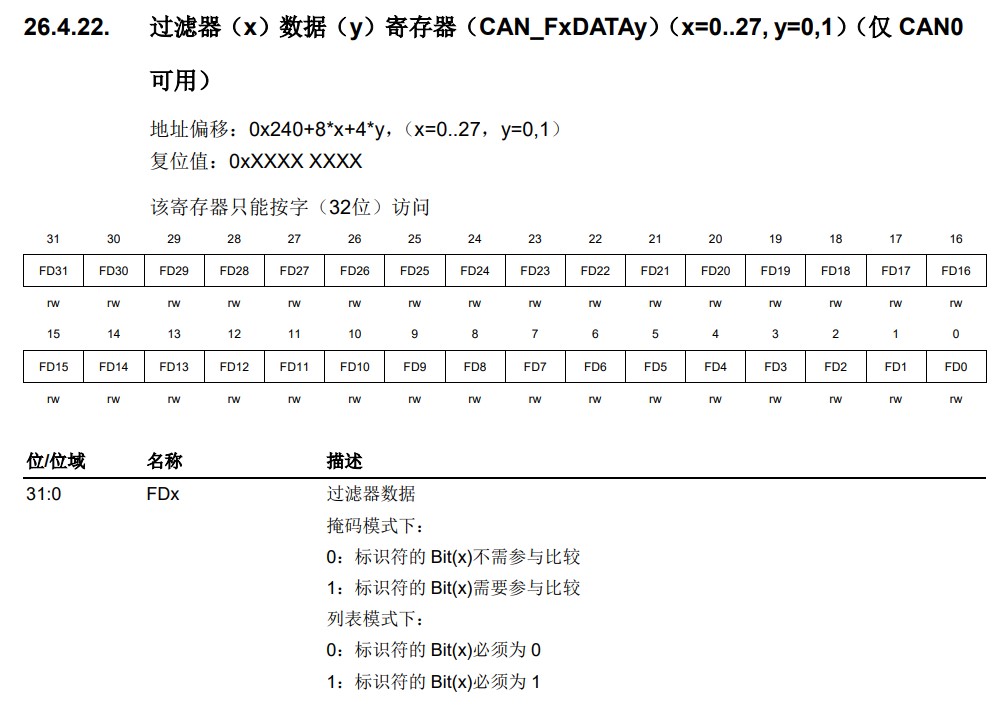 26.4.22. 过滤器（x）数据（y）寄存器（CAN_FxDATAy）（x=0..27, y=0,1）（仅 CAN0
可用）
地址偏移：0x240+8*x+4*y，（x=0..27，y=0,1）
复位值：0xXXXX XXXX
该寄存器只能按字（32位）访问
31 30 29 28 27 26 25 24 23 22 21 20 19 18 17 16
FD31 FD30 FD29 FD28 FD27 FD26 FD25 FD24 FD23 FD22 FD21 FD20 FD19 FD18 FD17 FD16
rw rw rw rw rw rw rw rw rw rw rw rw rw rw rw rw
15 14 13 12 11 10 9 8 7 6 5 4 3 2 1 0
FD15 FD14 FD13 FD12 FD11 FD10 FD9 FD8 FD7 FD6 FD5 FD4 FD3 FD2 FD1 FD0
rw rw rw rw rw rw rw rw rw rw rw rw rw rw rw rw
位/位域 名称 描述
31:0 FDx 过滤器数据
掩码模式下：
0：标识符的 Bit(x)不需参与比较
1：标识符的 Bit(x)需要参与比较
列表模式下：
0：标识符的 Bit(x)必须为 0
1：标识符的 Bit(x)必须为 1